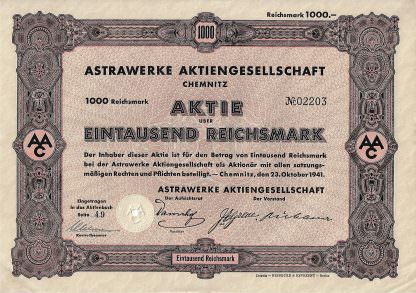 Reichsmark 1000.—
1000
ASTRAWERKE AKTIENGESELLSCHAFT
CHEMNITZ
1000 Reichsmark
AKTIE
№02203
ÜBER
EINTAUSEND REICHSMARK
Der Inhaber dieser Aktie ist für den Betrag von Eintausend Reichsmark
bei der Astrawerke Aktiengesellschaft als Aktionär mit allen satzungs-
mäßigen Rechten und Pflichten beteiligt.— Chemnitz, den 23. Oktober 1941.
ASTRAWERKE AKTIENGESELLSCHAFT
Eingetragen
in das Aktienbuch
Seite 49
Der Aufsichtsrat
Der Vorstand
AAC
AAC
Eintausend Reichsmark